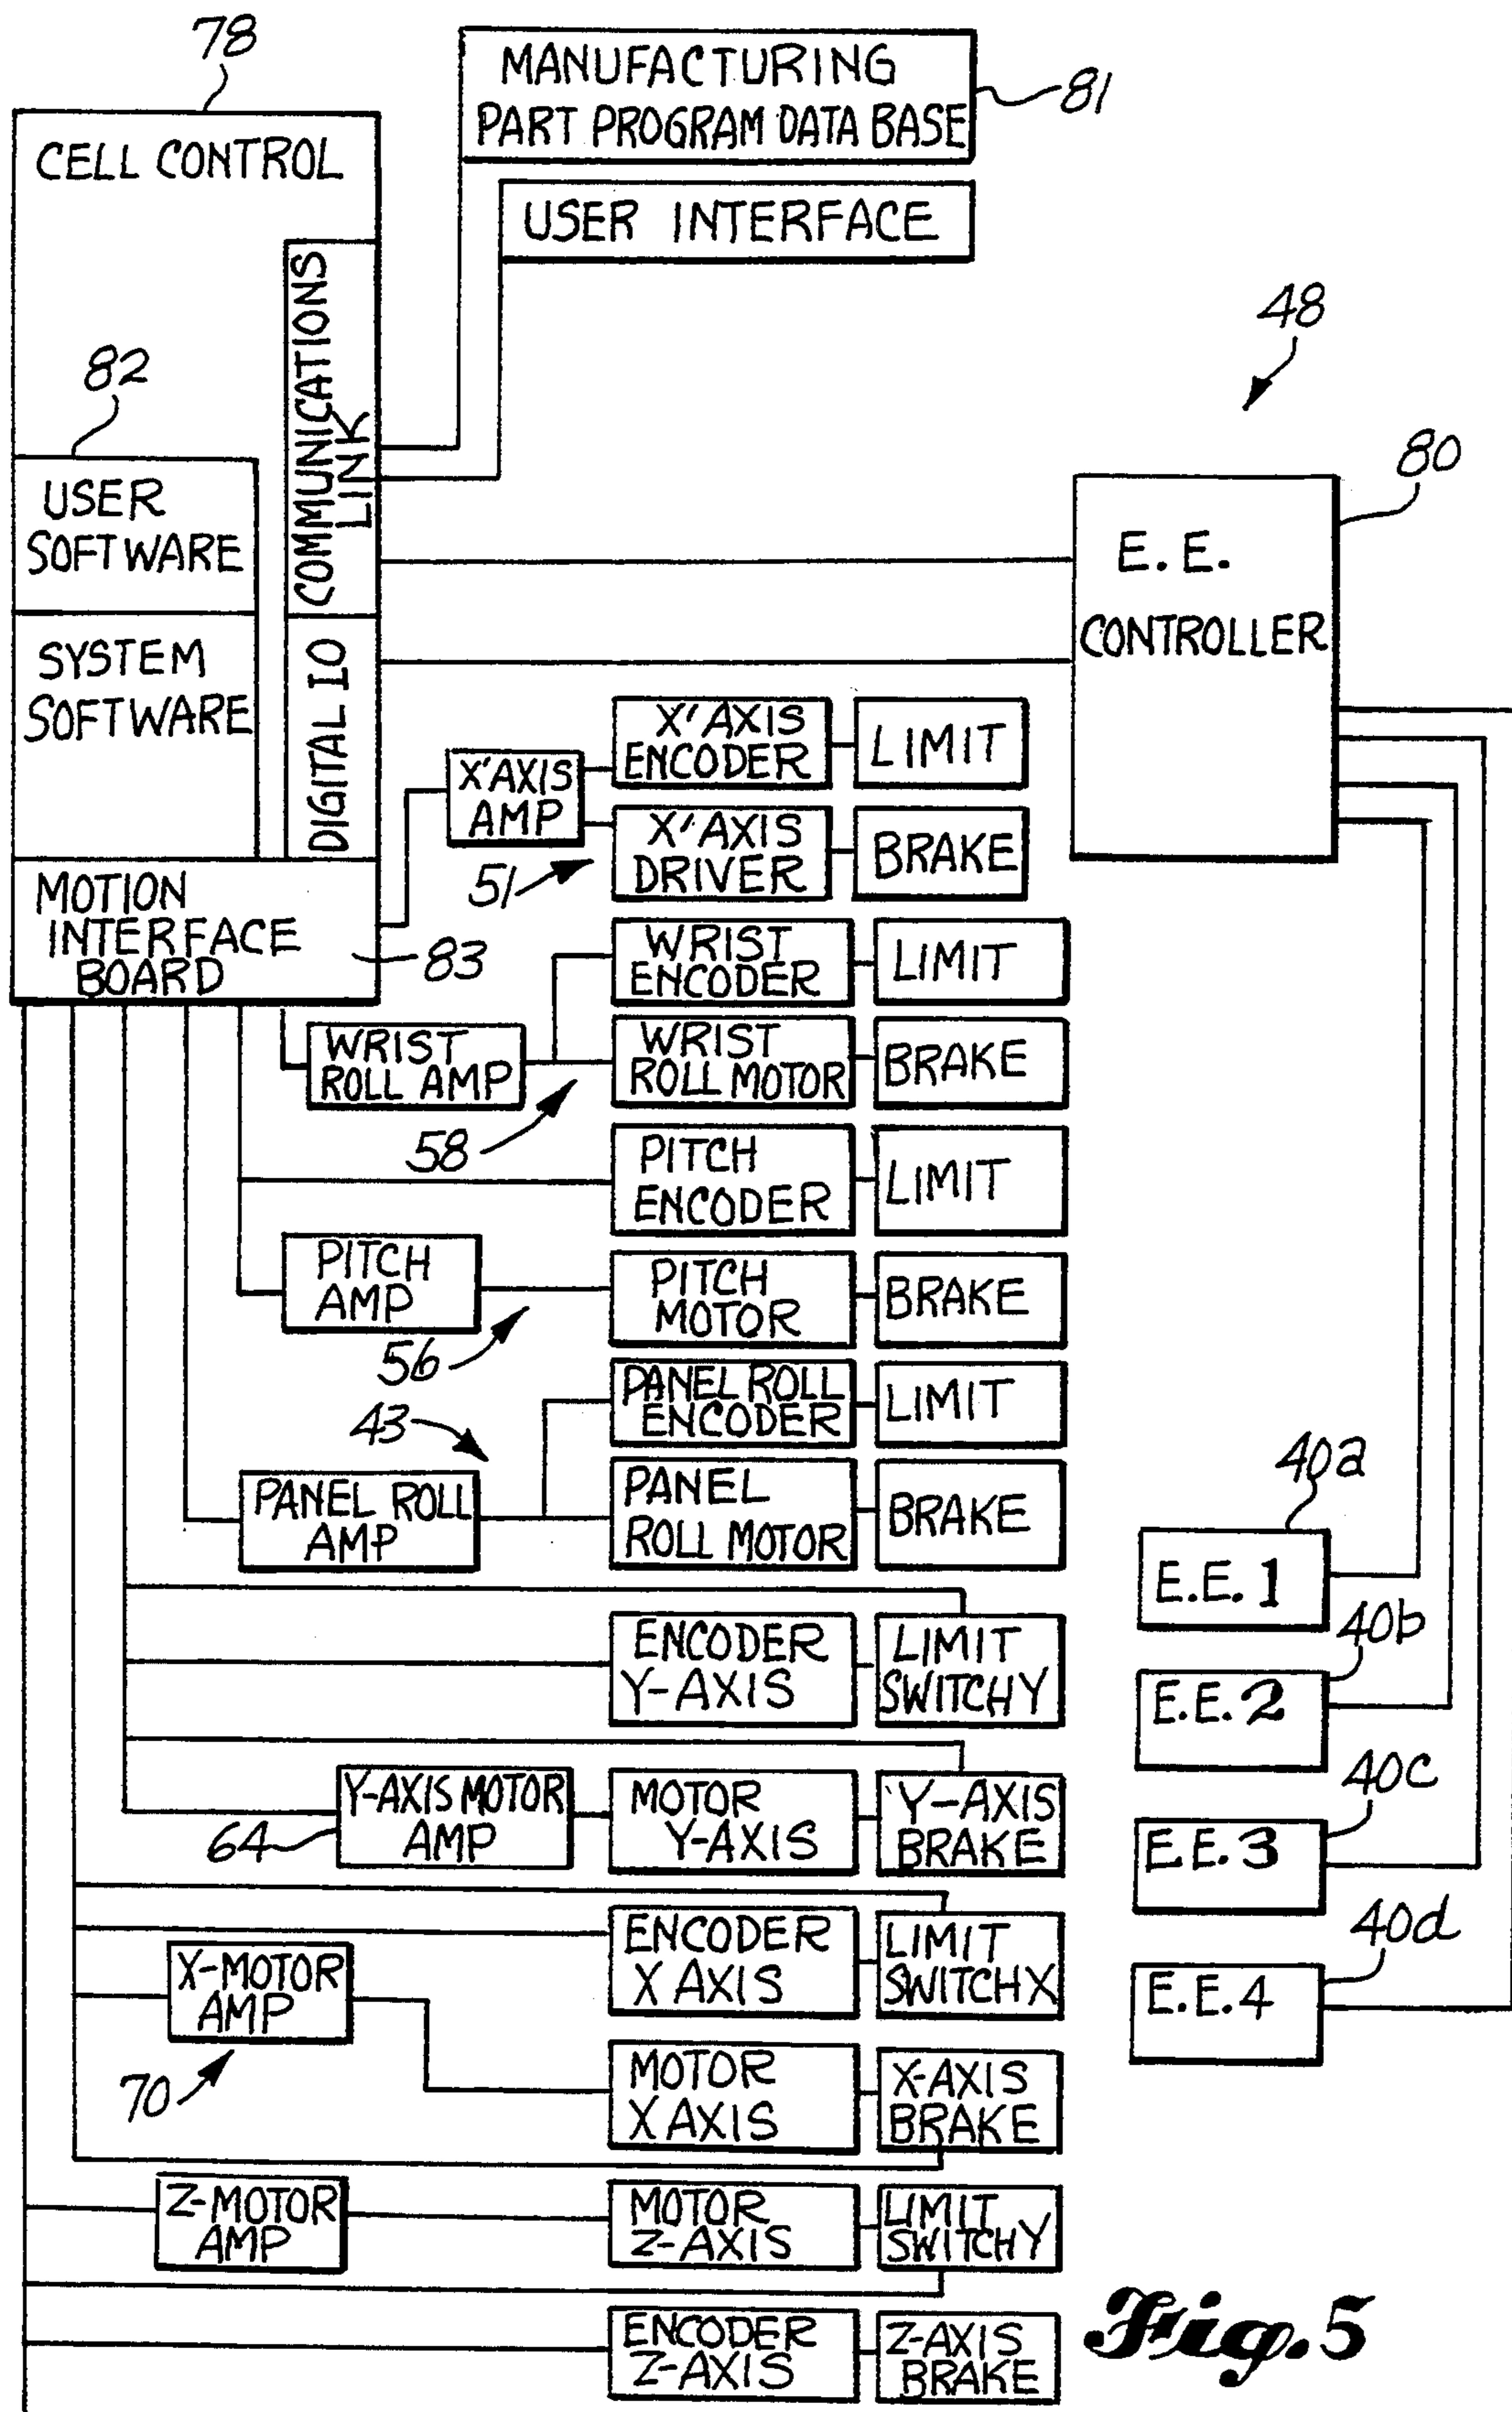 78
MANUFACTURING
PART PROGRAM DATA BASE
81
CELL CONTROL
USER INTERFACE
COMMUNICATIONS
LINK
48
82
USER
SOFTWARE
80
E.E.
CONTROLLER
SYSTEM
SOFTWARE
DIGITAL IO
X'AXIS
AMP
X'AXIS
ENCODER
LIMIT
X'AXIS
DRIVER
BRAKE
51
MOTION
INTERFACE
BOARD
83
WRIST
ENCODER
LIMIT
WRIST
ROLL AMP
WRIST
ROLL MOTOR
BRAKE
58
PITCH
ENCODER
LIMIT
PITCH
AMP
PITCH
MOTOR
BRAKE
56
PANEL ROLL
ENCODER
LIMIT
43
PANEL ROLL
AMP
PANEL
ROLL MOTOR
BRAKE
40a
E.E.1
ENCODER
Y-AXIS
LIMIT
SWITCHY
40b
E.E.2
Y-AXIS MOTOR
AMP
64
MOTOR
Y-AXIS
Y-AXIS
BRAKE
40c
E.E.3
ENCODER
X AXIS
LIMIT
SWITCHX
X-MOTOR
AMP
70
40d
E.E.4
MOTOR
X AXIS
X-AXIS
BRAKE
Z-MOTOR
AMP
MOTOR
Z-AXIS
LIMIT
SWITCHY
ENCODER
Z-AXIS
Z-AXIS
BRAKE
Fig. 5